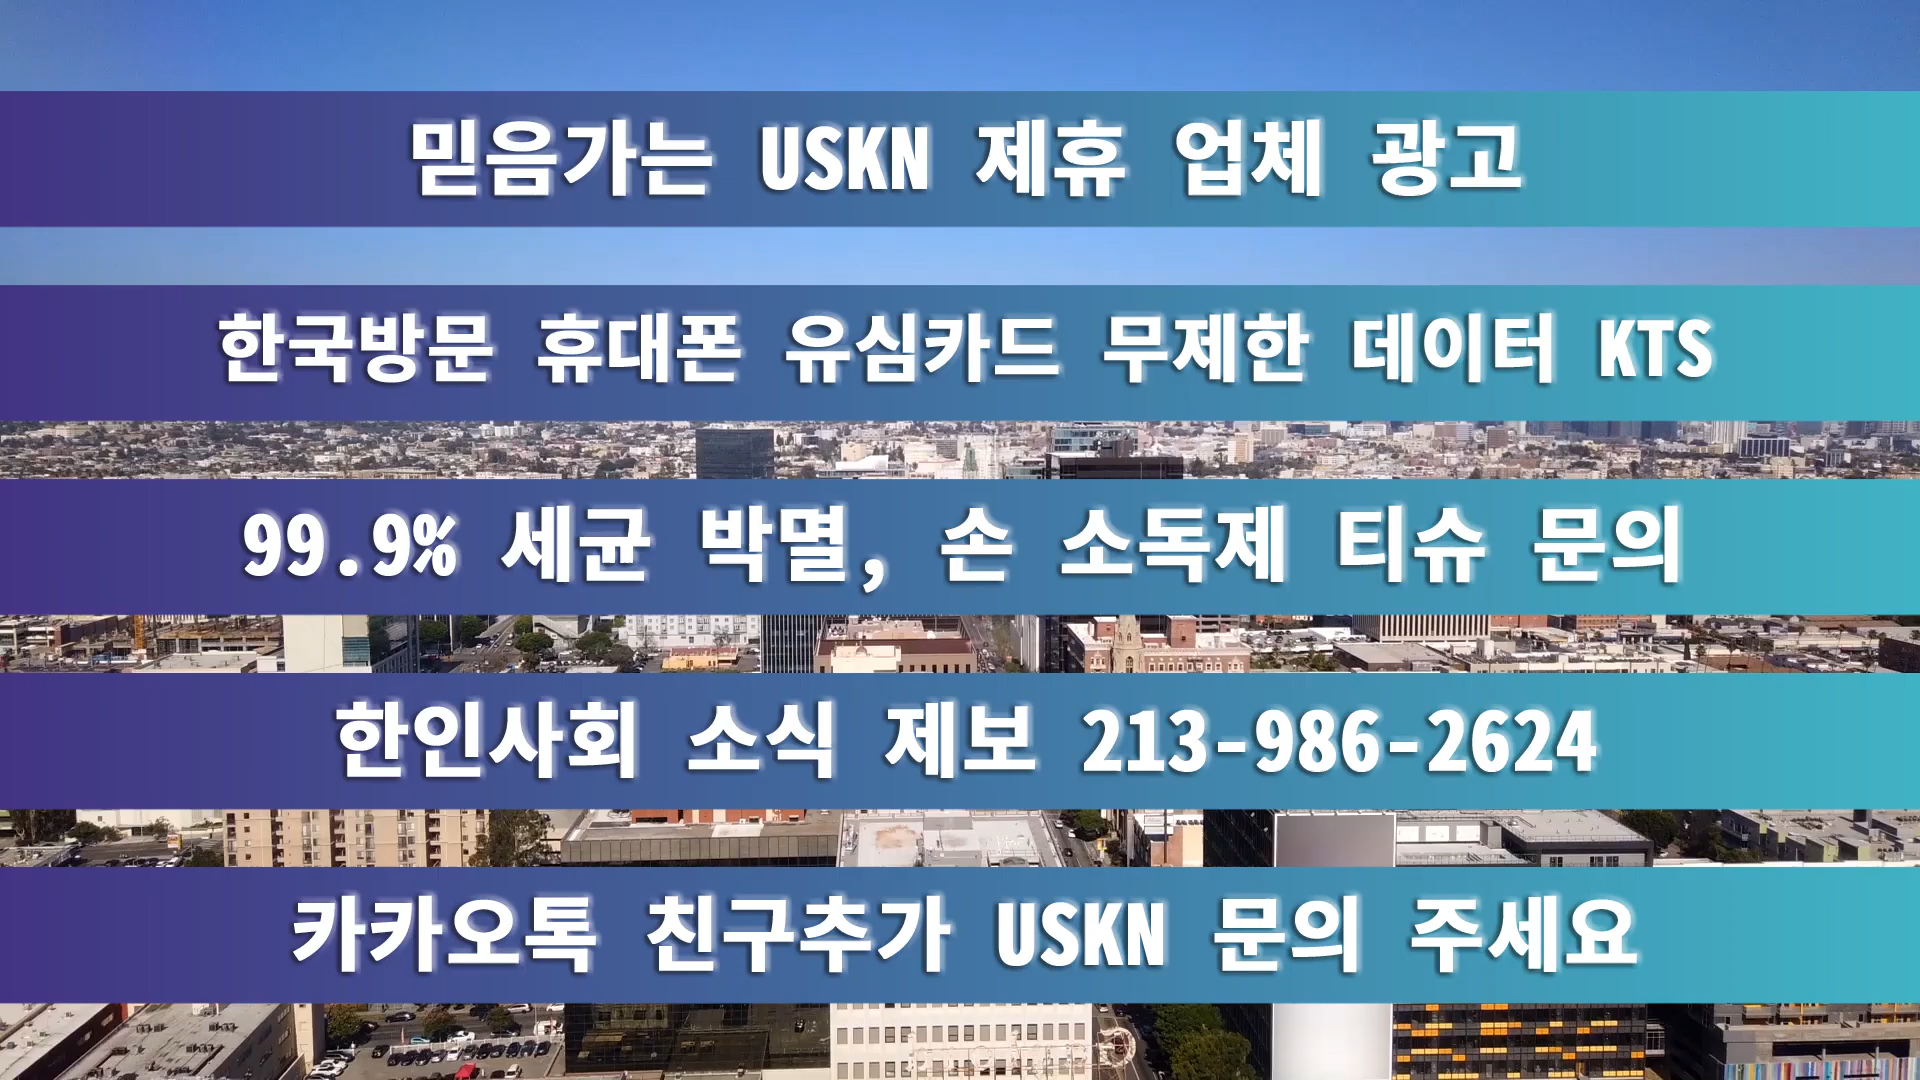 믿음가는 USKN 제휴 업체 광고
한국방문 휴대폰 유심카드 무제한 데이터 KTS
99.9% 세균 박멸, 손 소독제 티슈 문의
한인사회 소식 제보 213-986-2624
카카오톡 친구추가 USKN 문의 주세요